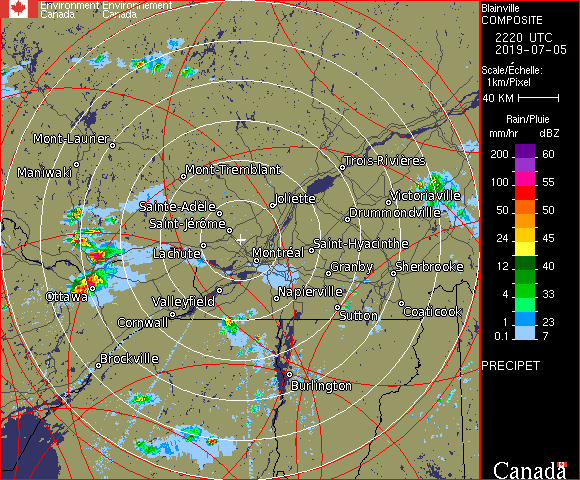 Environment Environnement
Canada Canada
Blainville
COMPOSITE
2220 UTC
2019-07-05
Scale/Échelle:
1km/Pixel
40 KM
Rain/Pluie
mm/hr dBZ
200 60
100 55
50 50
24 45
12 40
4 33
1 23
0.1 7
PRECIPET
Mont-Laurier
Maniwaki
Mont-Tremblant
Trois-Rivières
Victoriaville
Joliette
Sainte-Adèle
Drummondville
Saint-Jérôme
Saint-Hyacinthe
Lachute
Montréal
Granby
Sherbrooke
Ottawa
Valleyfield
Napierville
Sutton
Coaticook
Cornwall
Brockville
Burlington
Canada